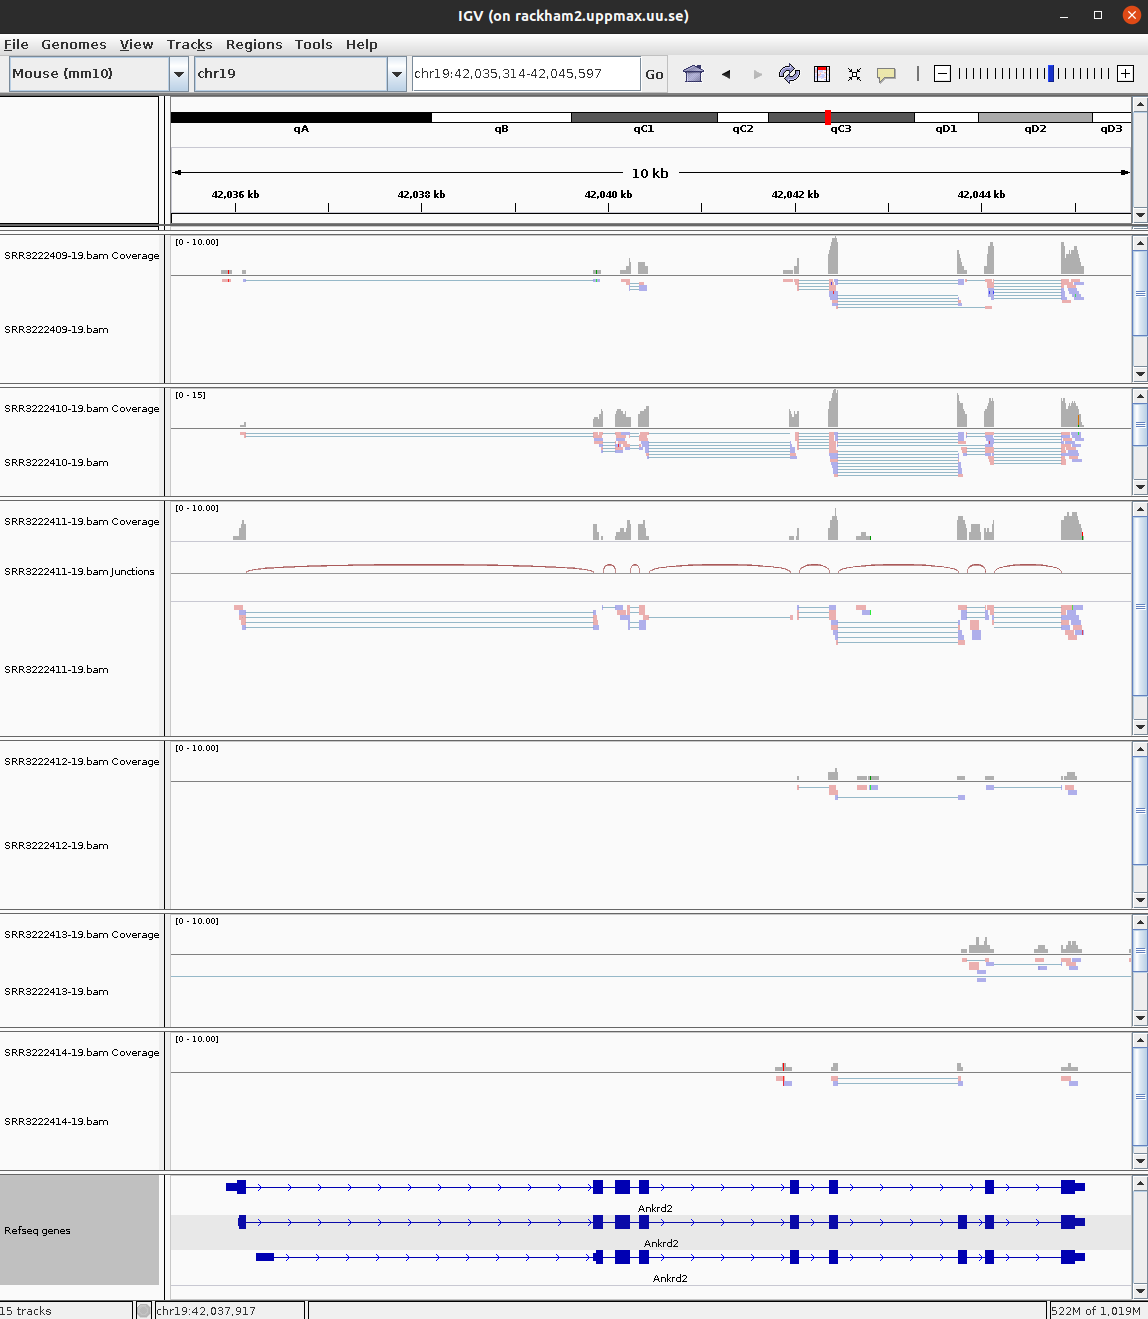 IGV (on rackham2.uppmax.uu.se)
File Genomes View Tracks Regions Tools Help
Mouse (mm10) chr19 chr19:42,035,314-42,045,597 Go
qA qB qC1 qC2 qC3 qD1 qD2 qD3
10 kb
42,036 kb 42,038 kb 42,040 kb 42,042 kb 42,044 kb
[0 - 10.00]
SRR3222409-19.bam Coverage
SRR3222409-19.bam
[0 - 15]
SRR3222410-19.bam Coverage
SRR3222410-19.bam
[0 - 10.00]
SRR3222411-19.bam Coverage
SRR3222411-19.bam Junctions
SRR3222411-19.bam
[0 - 10.00]
SRR3222412-19.bam Coverage
SRR3222412-19.bam
[0 - 10.00]
SRR3222413-19.bam Coverage
SRR3222413-19.bam
[0 - 10.00]
SRR3222414-19.bam Coverage
SRR3222414-19.bam
Ankrd2
Refseq genes
Ankrd2
Ankrd2
15 tracks chr19:42,037,917 522M of 1,019M